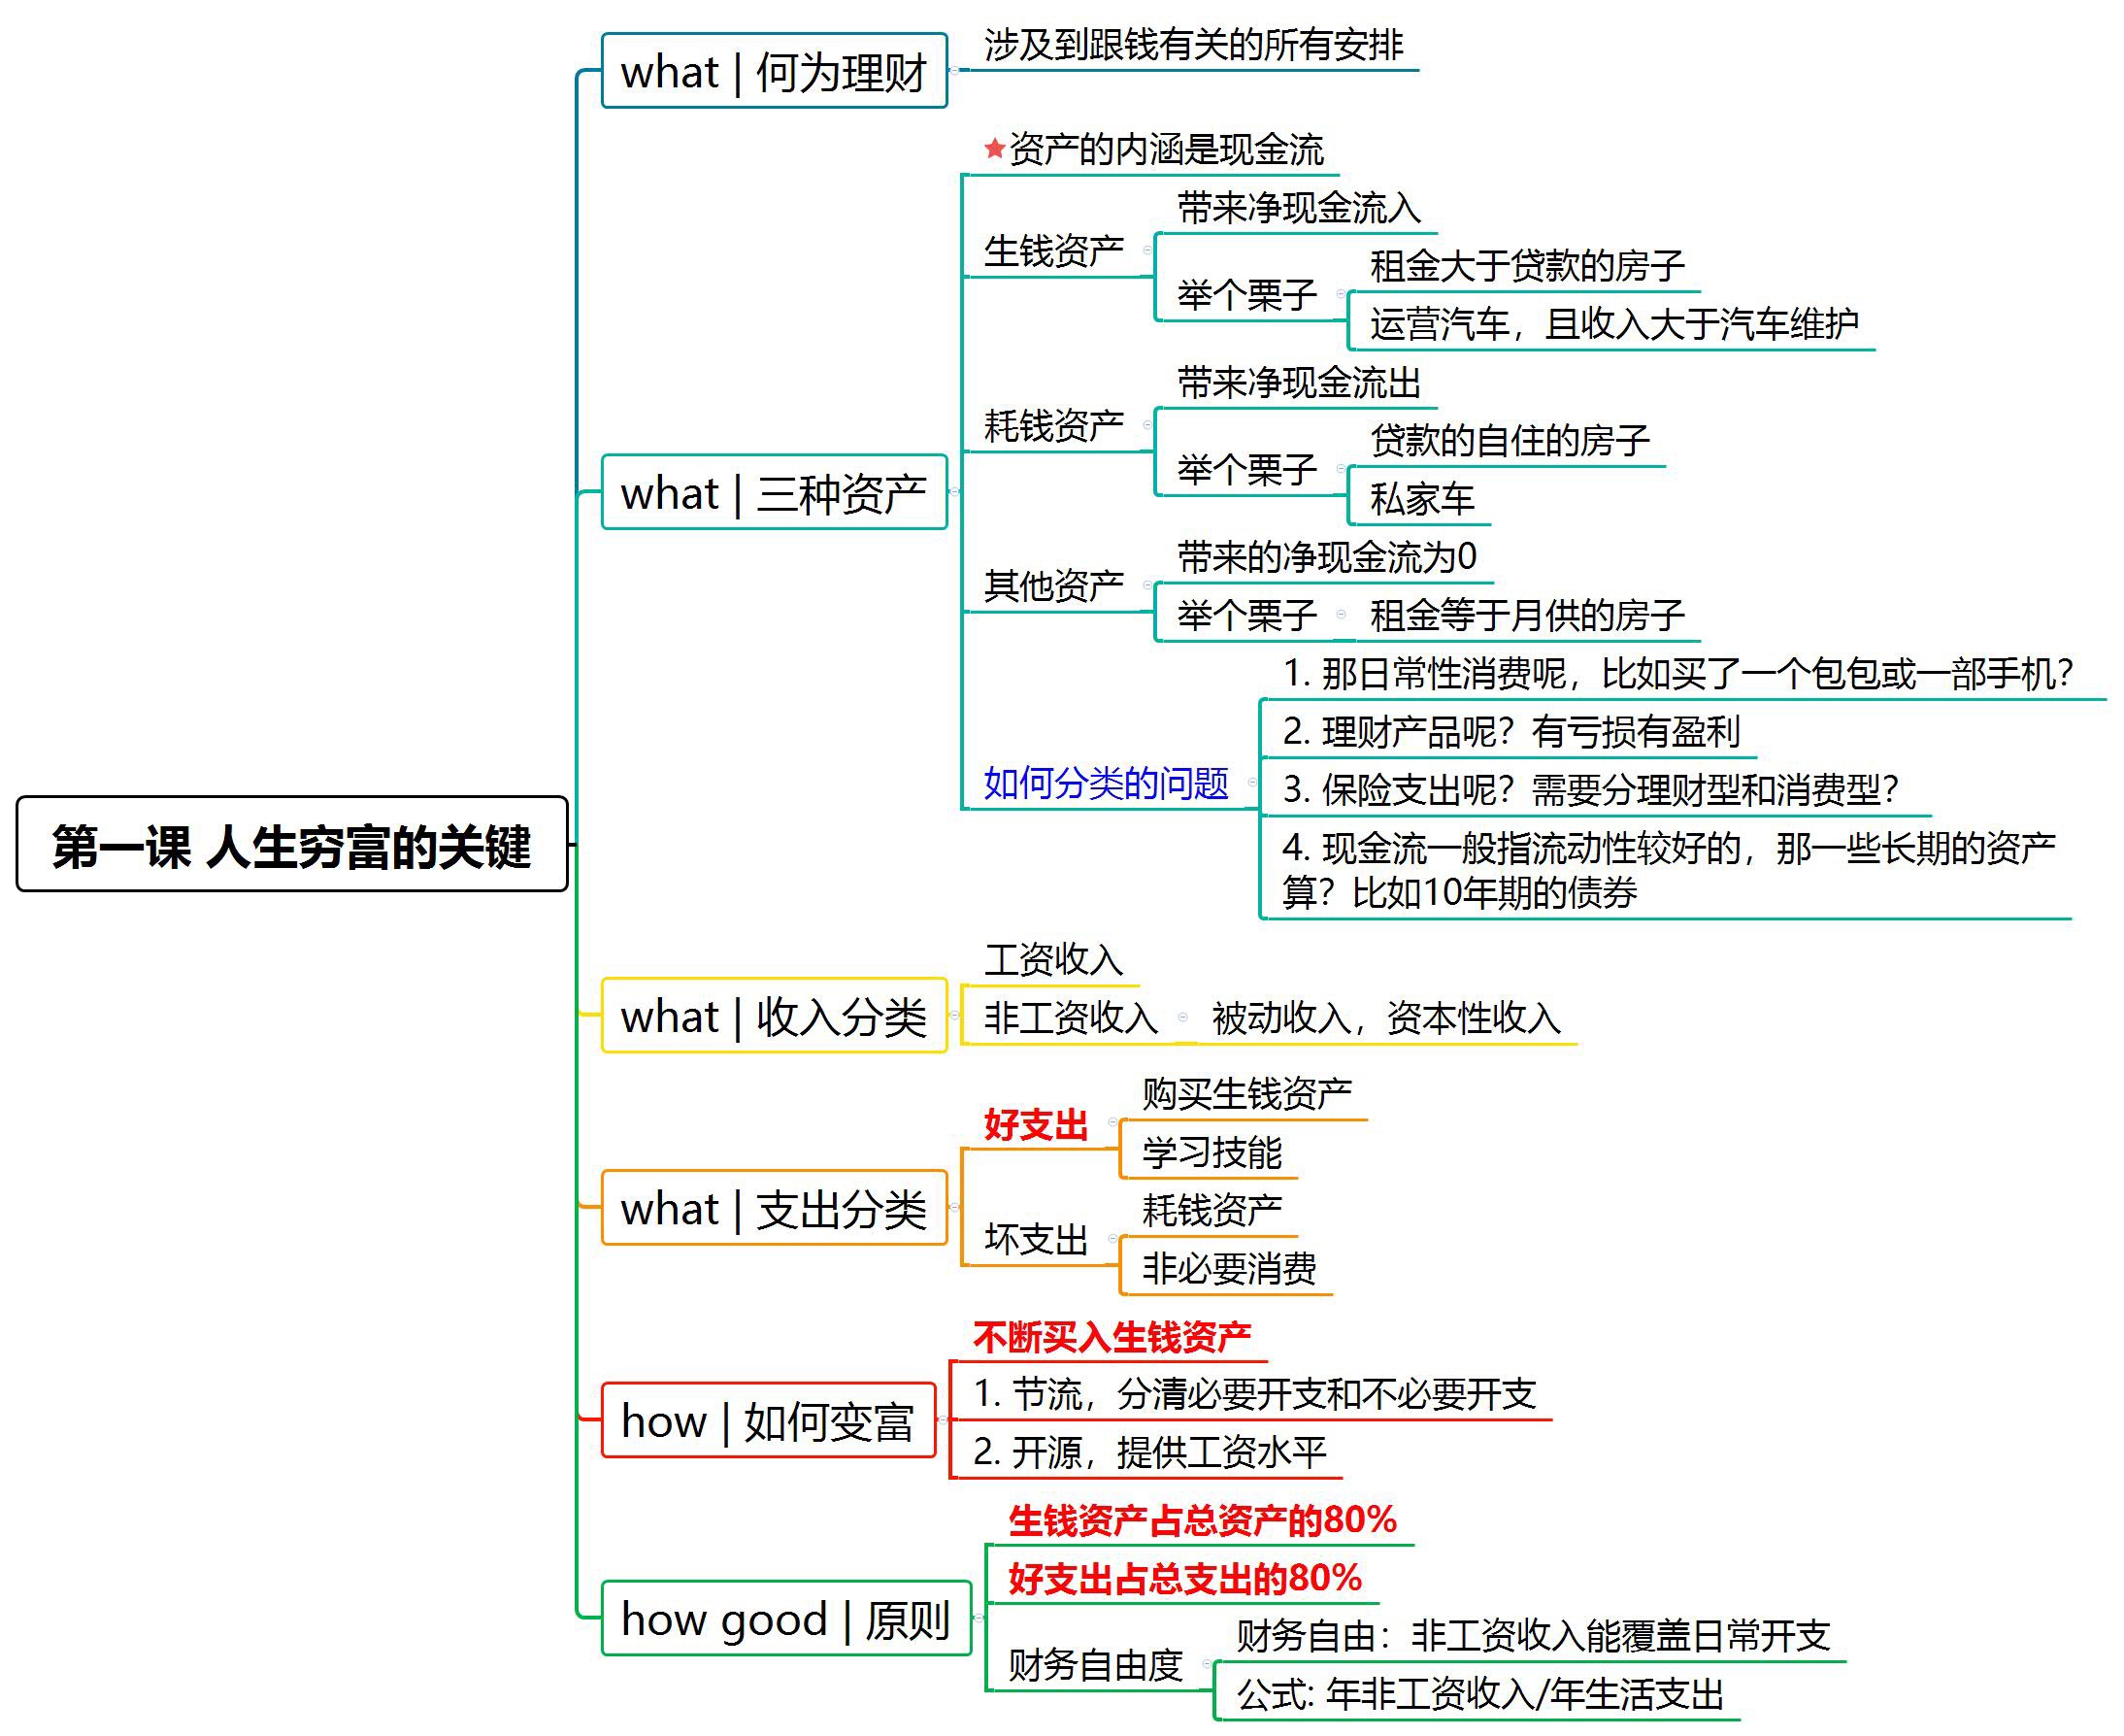 第一课 人生穷富的关键
what | 何为理财
涉及到跟钱有关的所有安排
what | 三种资产
资产的内涵是现金流
生钱资产
带来净现金流入
举个栗子
租金大于贷款的房子
运营汽车，且收入大于汽车维护
耗钱资产
带来净现金流出
举个栗子
贷款的自住的房子
私家车
其他资产
带来的净现金流为0
举个栗子
租金等于月供的房子
如何分类的问题
1. 那日常性消费呢，比如买了一个包包或一部手机？
2. 理财产品呢？有亏损有盈利
3. 保险支出呢？需要分理财型和消费型？
4. 现金流一般指流动性较好的，那一些长期的资产
算？比如10年期的债券
what | 收入分类
工资收入
非工资收入
被动收入，资本性收入
what | 支出分类
好支出
购买生钱资产
学习技能
坏支出
耗钱资产
非必要消费
how | 如何变富
不断买入生钱资产
1. 节流，分清必要开支和不必要开支
2. 开源，提供工资水平
how good | 原则
生钱资产占总资产的80%
好支出占总支出的80%
财务自由度
财务自由：非工资收入能覆盖日常开支
公式: 年非工资收入/年生活支出